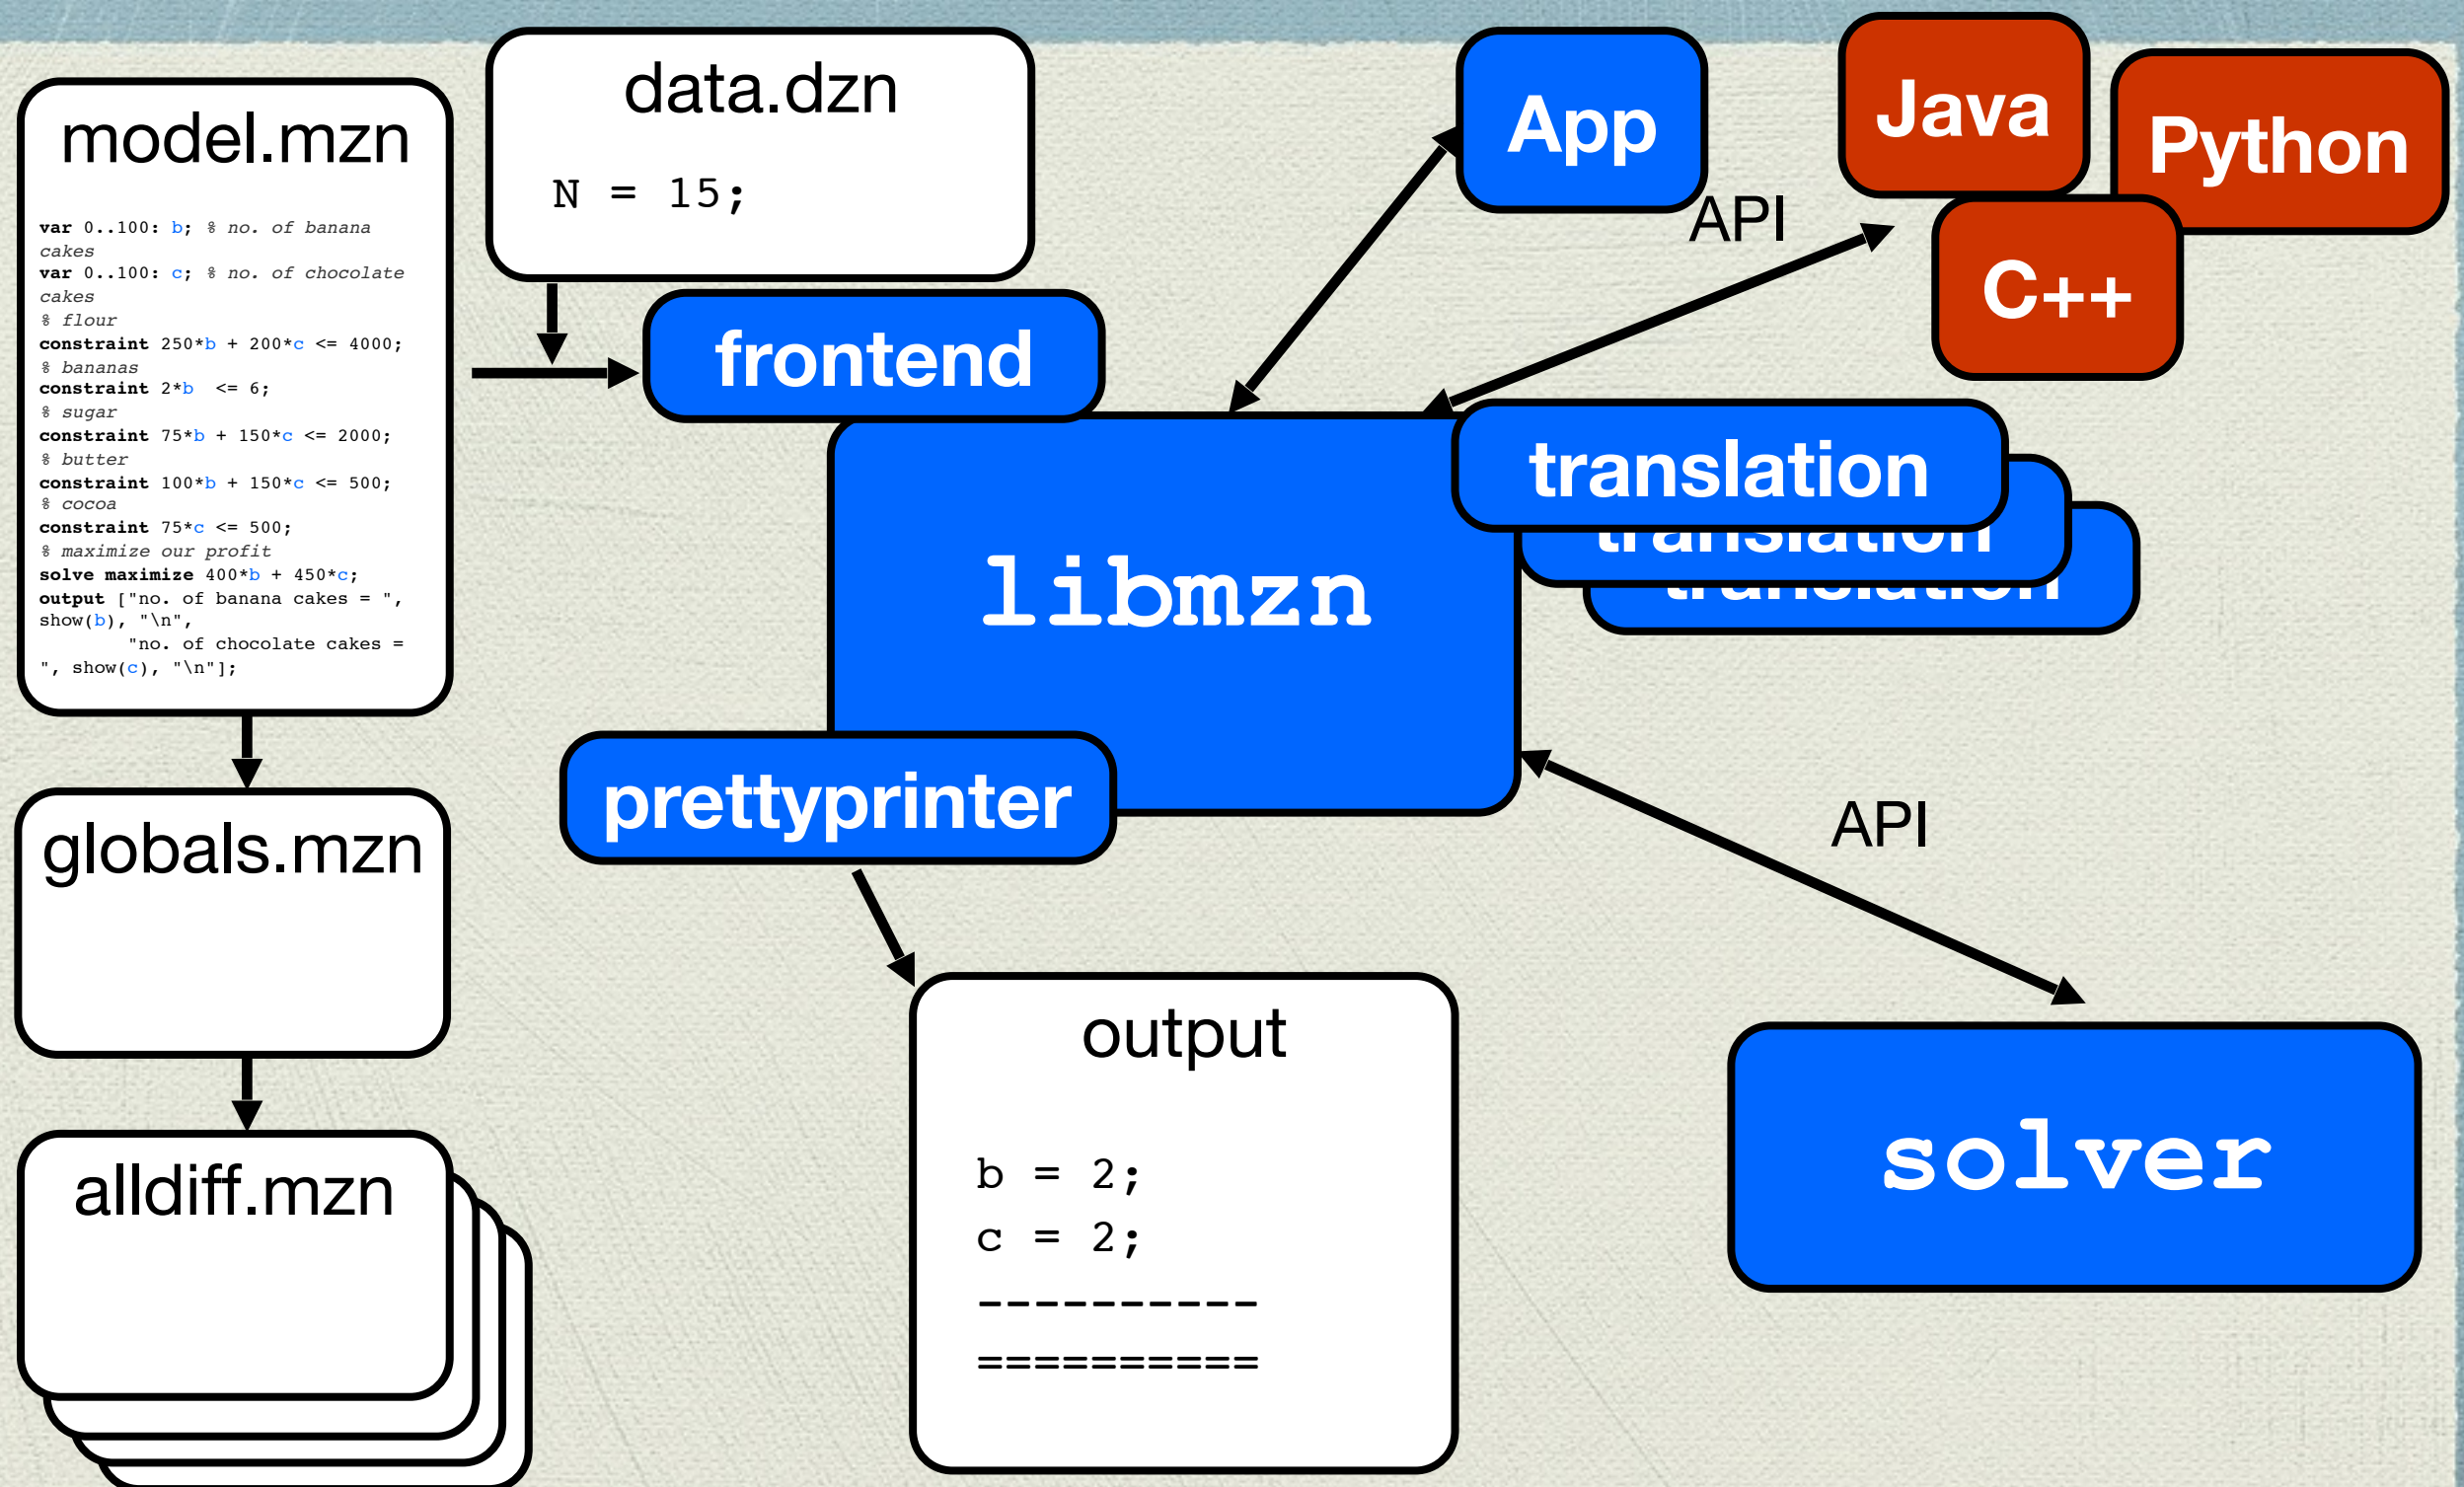 model.mzn
var 0..100: b; % no. of banana
cakes
var 0..100: c; % no. of chocolate
cakes
% flour
constraint 250*b + 200*c <= 4000;
% bananas
constraint 2*b  <= 6;
% sugar
constraint 75*b + 150*c <= 2000;
% butter
constraint 100*b + 150*c <= 500;
% cocoa
constraint 75*c <= 500;
% maximize our profit
solve maximize 400*b + 450*c;
output ["no. of banana cakes = ",
show(b), "\n",
        "no. of chocolate cakes =
", show(c), "\n"];
globals.mzn
alldiff.mzn
data.dzn
N = 15;
frontend
App
API
Java
Python
C++
libmzn
translation
translation
translation
prettyprinter
API
output
b = 2;
c = 2;
----------
==========
solver